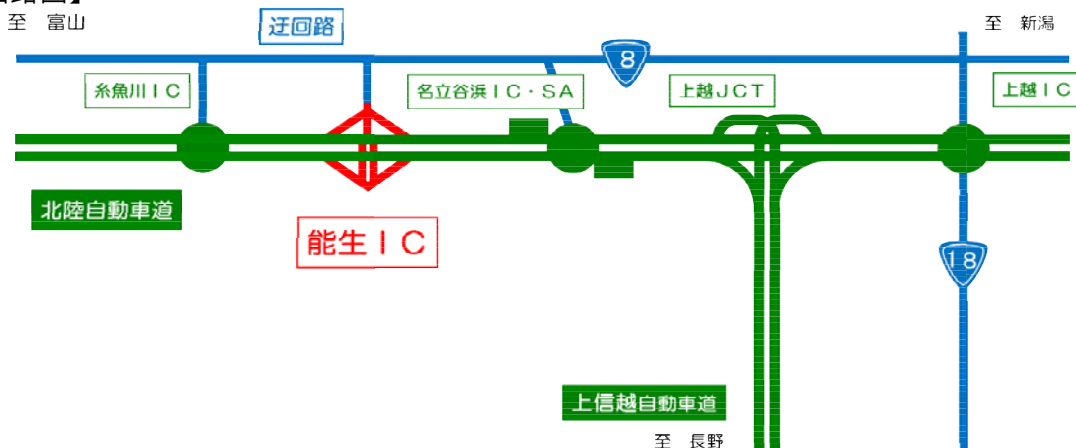 至 富山
迂回路
至 新潟
8
糸魚川IC
名立谷浜IC・SA
上越JCT
上越IC
北陸自動車道
能生IC
18
上信越自動車道
至 長野